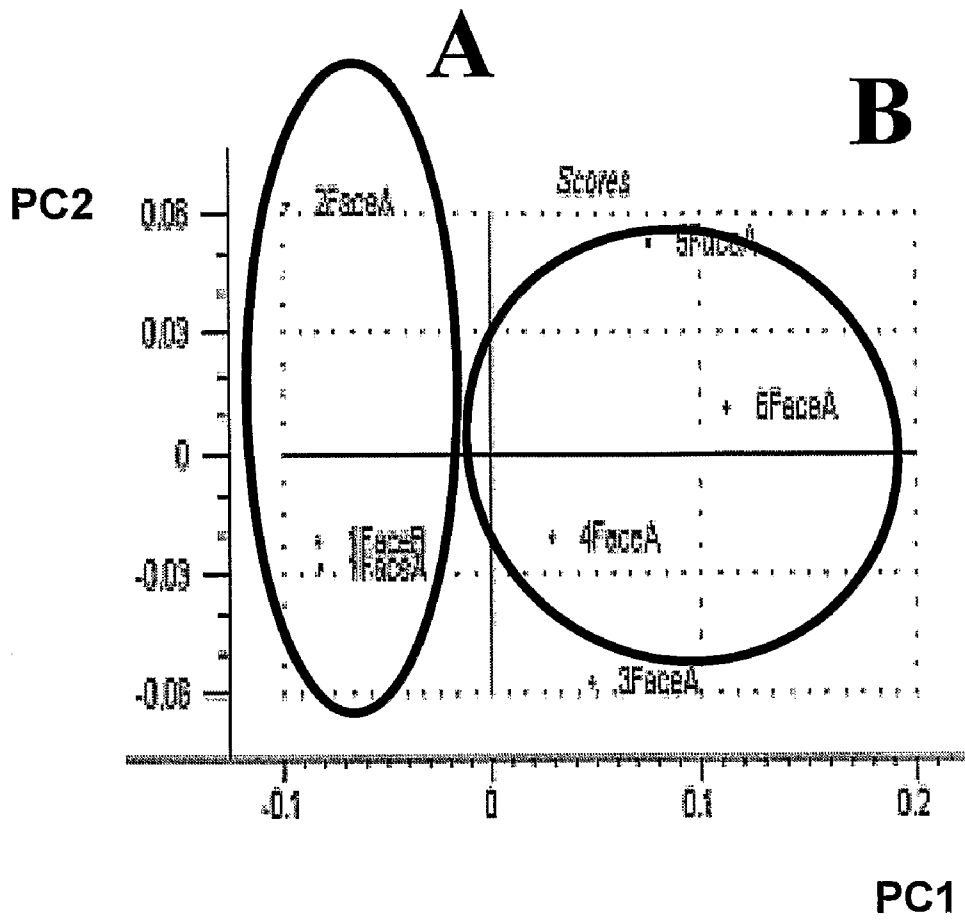 A
B
PC2
Scores
0.06
2FaceA
5FaceA
0.03
6FaceA
0
1FaceB
4FaceA
1FaceA
-0.03
3FaceA
-0.06
-0.1
0
0.1
0.2
PC1